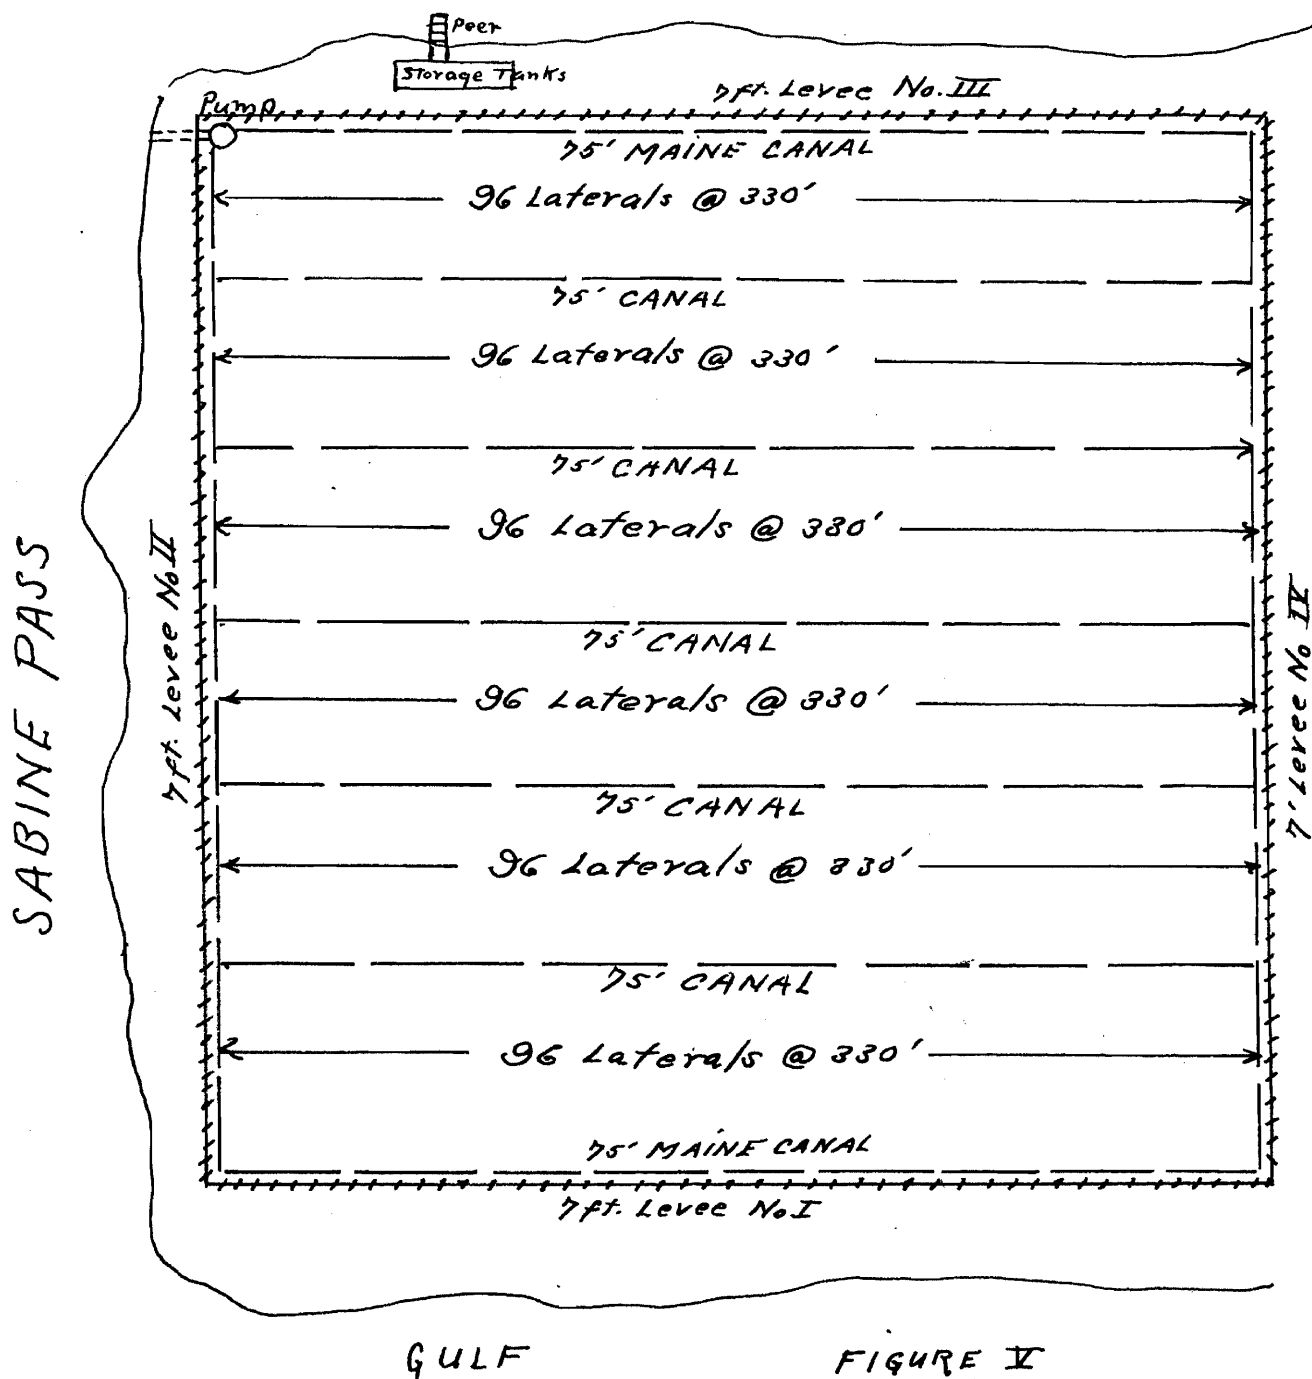 Peer
Storage Tanks
7ft. Levee No. III
Pump
75' MAINE CANAL
96 Laterals @ 330'
75' CANAL
96 Laterals @ 330'
75' CANAL
96 Laterals @ 330'
75' CANAL
96 Laterals @ 330'
75' CANAL
96 Laterals @ 330'
75' CANAL
96 Laterals @ 330'
75' MAINE CANAL
7ft. Levee No I
SABINE PASS
7ft. Levee No II
7' Levee No IV
GULF
FIGURE V